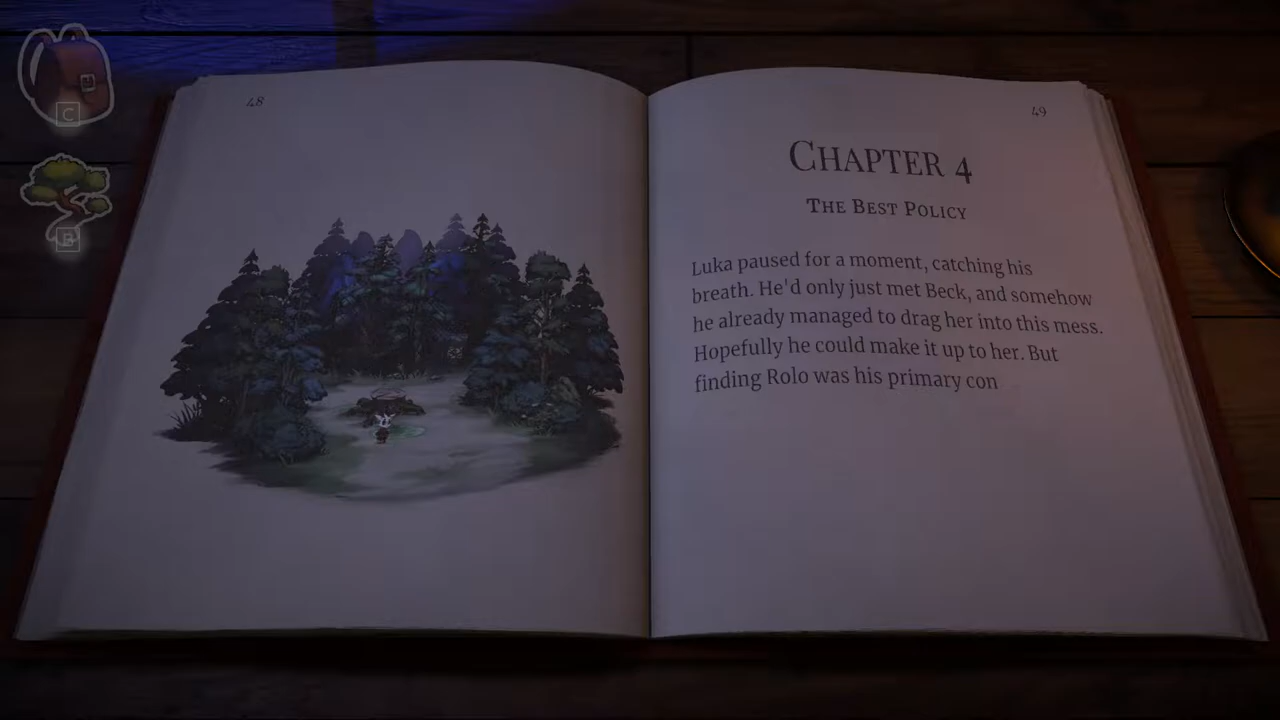 C
B
48
49
CHAPTER 4
THE BEST POLICY
Luka paused for a moment, catching his
breath. He'd only just met Beck, and somehow
he already managed to drag her into this mess.
Hopefully he could make it up to her. But
finding Rolo was his primary con